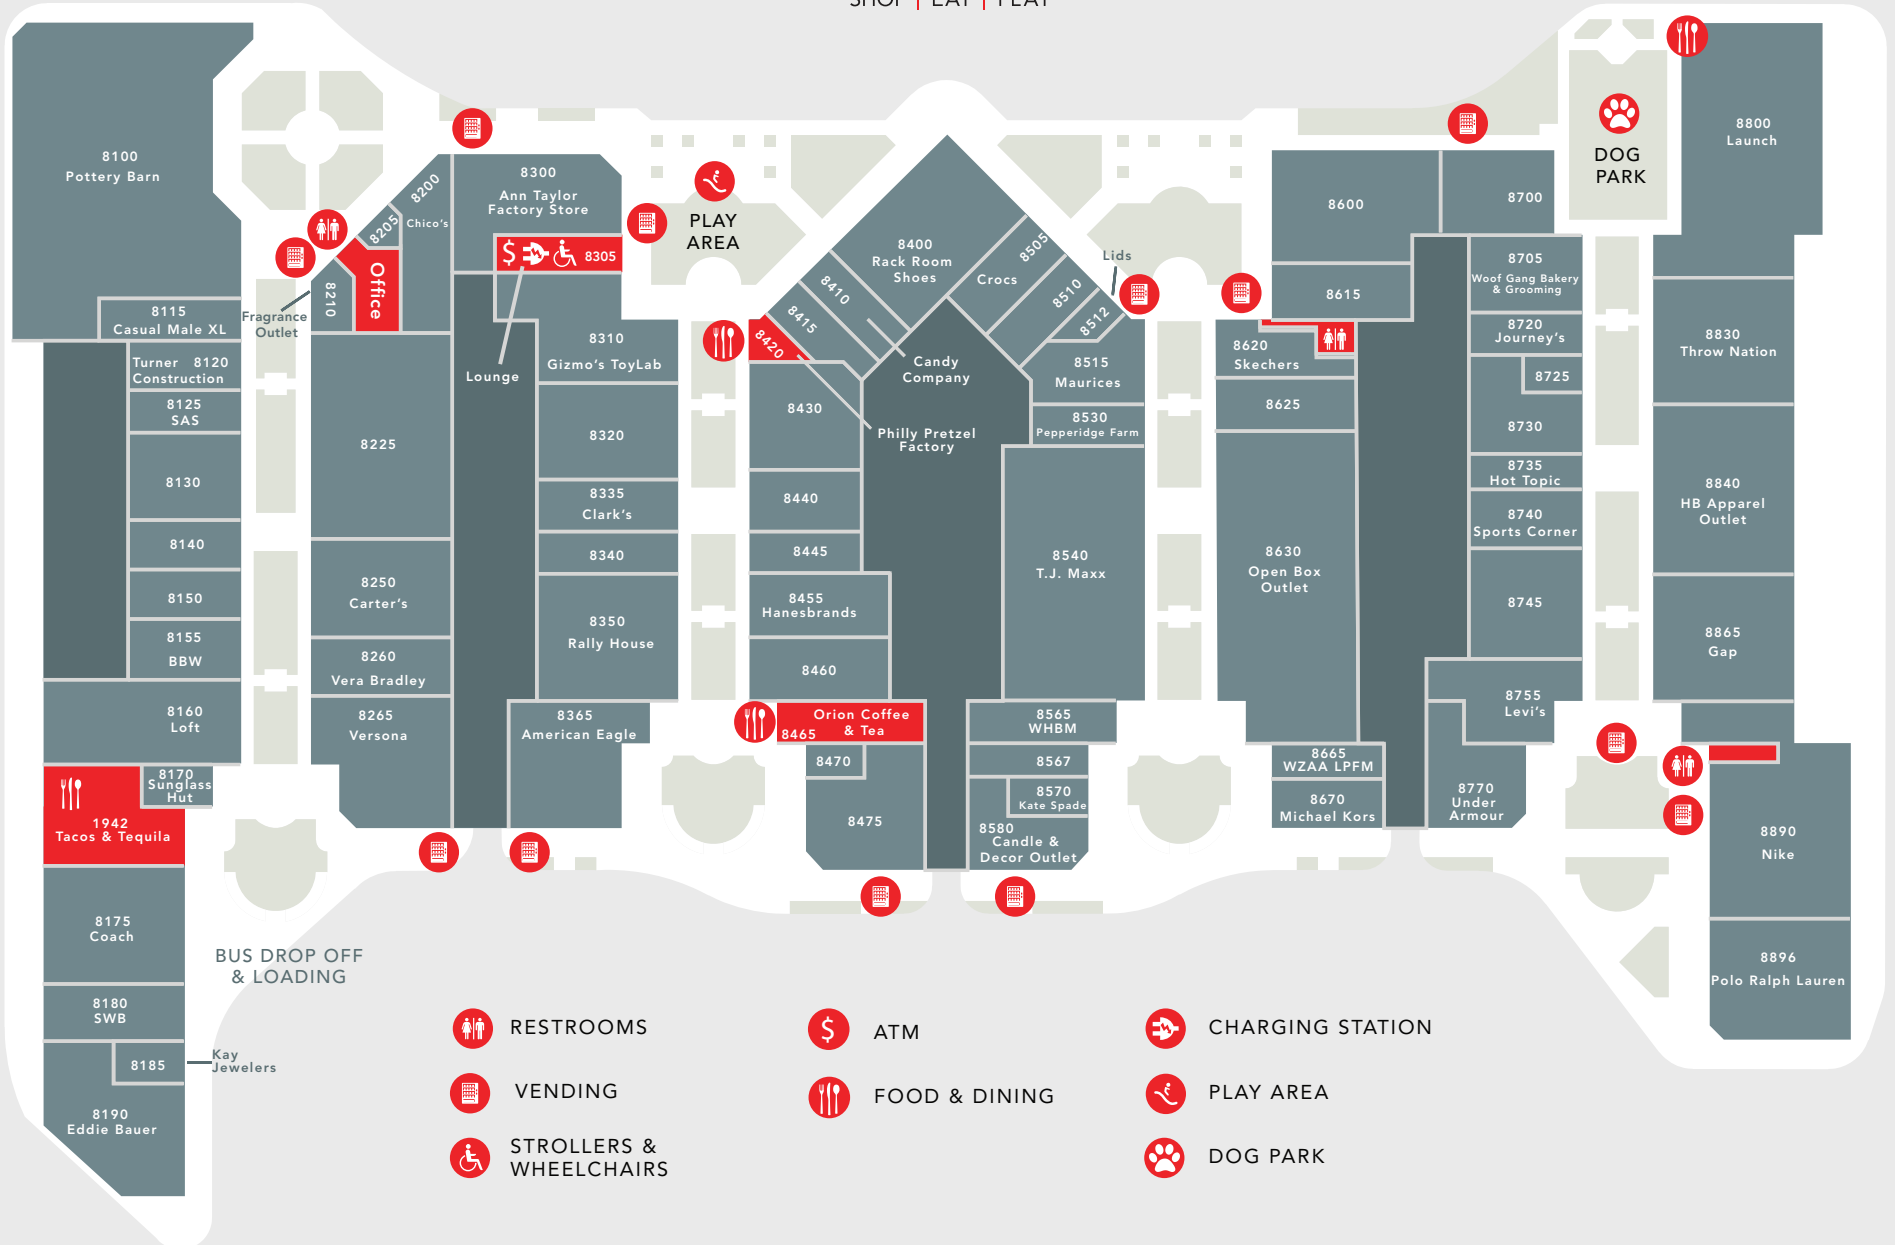 SHOP | EAT | PLAY
8100
Pottery Barn
8115
Casual Male XL
Turner 8120
Construction
8125
SAS
8130
8140
8150
8155
BBW
8160
Loft
8170
Sunglass
Hut
1942
Tacos & Tequila
8175
Coach
8180
SWB
8185
Kay
Jewelers
8190
Eddie Bauer
BUS DROP OFF
& LOADING
8200
Chico's
8205
Office
8210
Fragrance
Outlet
8225
8250
Carter's
8260
Vera Bradley
8265
Versona
8300
Ann Taylor
Factory Store
$ 8305
Lounge
8310
Gizmo's ToyLab
8320
8335
Clark's
8340
8350
Rally House
8365
American Eagle
PLAY
AREA
8400
Rack Room
Shoes
8410
8415
8420
Candy
Company
Philly Pretzel
Factory
8430
8440
8445
8455
Hanesbrands
8460
Orion Coffee
& Tea
8465
8470
8475
8505
Crocs
8510
8512
Lids
8515
Maurices
8530
Pepperidge Farm
8540
T.J. Maxx
8565
WHBM
8567
8570
Kate Spade
8580
Candle &
Decor Outlet
8600
8615
8620
Skechers
8625
8630
Open Box
Outlet
8665
WZAA LPFM
8670
Michael Kors
8700
8705
Woof Gang Bakery
& Grooming
8720
Journey's
8725
8730
8735
Hot Topic
8740
Sports Corner
8745
8755
Levi's
8770
Under
Armour
DOG
PARK
8800
Launch
8830
Throw Nation
8840
HB Apparel
Outlet
8865
Gap
8890
Nike
8896
Polo Ralph Lauren
RESTROOMS
VENDING
STROLLERS &
WHEELCHAIRS
$ ATM
FOOD & DINING
CHARGING STATION
PLAY AREA
DOG PARK